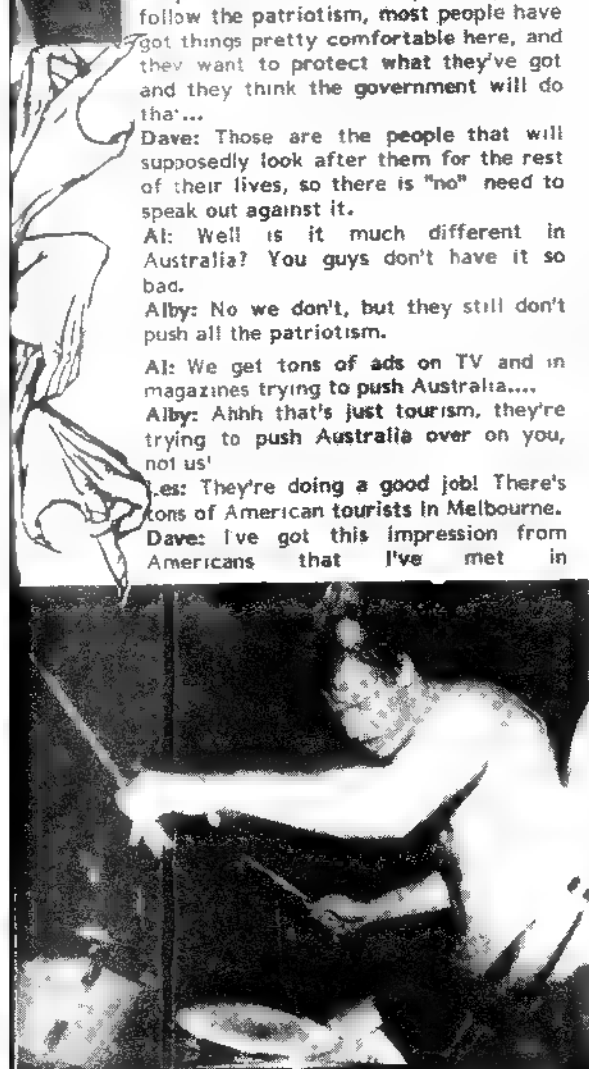 follow the patriotism, most people have
got things pretty comfortable here, and
they want to protect what they've got
and they think the government will do
tha'...
Dave: Those are the people that will
supposedly look after them for the rest
of their lives, so there is "no" need to
speak out against it.
Al: Well is it much different in
Australia? You guys don't have it so
bad.
Alby: No we don't, but they still don't
push all the patriotism.
Al: We get tons of ads on TV and in
magazines trying to push Australia....
Alby: Ahhh that's just tourism, they're
trying to push Australia over on you,
not us'
Les: They're doing a good job! There's
tons of American tourists in Melbourne.
Dave: I've got this impression from
Americans that I've met in